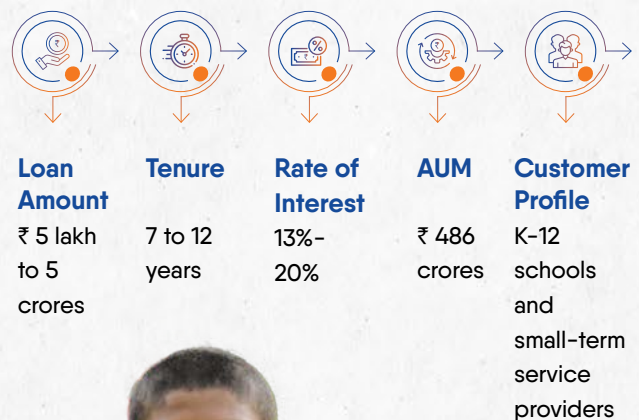 Loan
Amount
₹ 5 lakh
to 5
crores
Tenure
7 to 12
years
Rate of
Interest
13%-
20%
AUM
₹ 486
crores
Customer
Profile
K-12
schools
and
small-term
service
providers